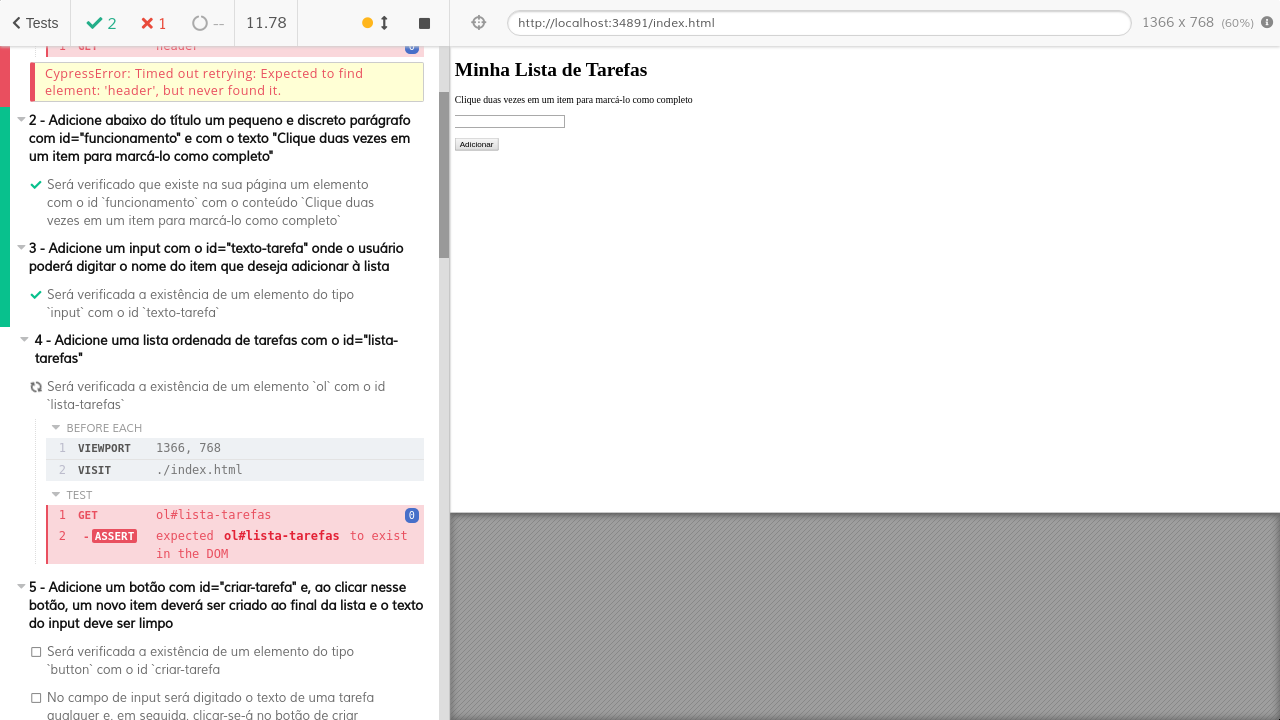 Tests 2 1 -- 11.78
http://localhost:34891/index.html 1366 x 768 (60%)
1 GET header 0
CypressError: Timed out retrying: Expected to find
element: 'header', but never found it.
2 - Adicione abaixo do título um pequeno e discreto parágrafo
com id="funcionamento" e com o texto "Clique duas vezes em
um item para marcá-lo como completo"
Será verificado que existe na sua página um elemento
com o id `funcionamento` com o conteúdo `Clique duas
vezes em um item para marcá-lo como completo`
3 - Adicione um input com o id="texto-tarefa" onde o usuário
poderá digitar o nome do item que deseja adicionar à lista
Será verificada a existência de um elemento do tipo
`input` com o id `texto-tarefa`
4 - Adicione uma lista ordenada de tarefas com o id="lista-
tarefas"
Será verificada a existência de um elemento `ol` com o id
`lista-tarefas`
BEFORE EACH
1 VIEWPORT 1366, 768
2 VISIT ./index.html
TEST
1 GET ol#lista-tarefas 0
2 -ASSERT expected ol#lista-tarefas to exist
in the DOM
5 - Adicione um botão com id="criar-tarefa" e, ao clicar nesse
botão, um novo item deverá ser criado ao final da lista e o texto
do input deve ser limpo
Será verificada a existência de um elemento do tipo
`button` com o id `criar-tarefa
No campo de input será digitado o texto de uma tarefa
qualquer e, em seguida, clicar-se-á no botão de criar
Minha Lista de Tarefas
Clique duas vezes em um item para marcá-lo como completo
Adicionar